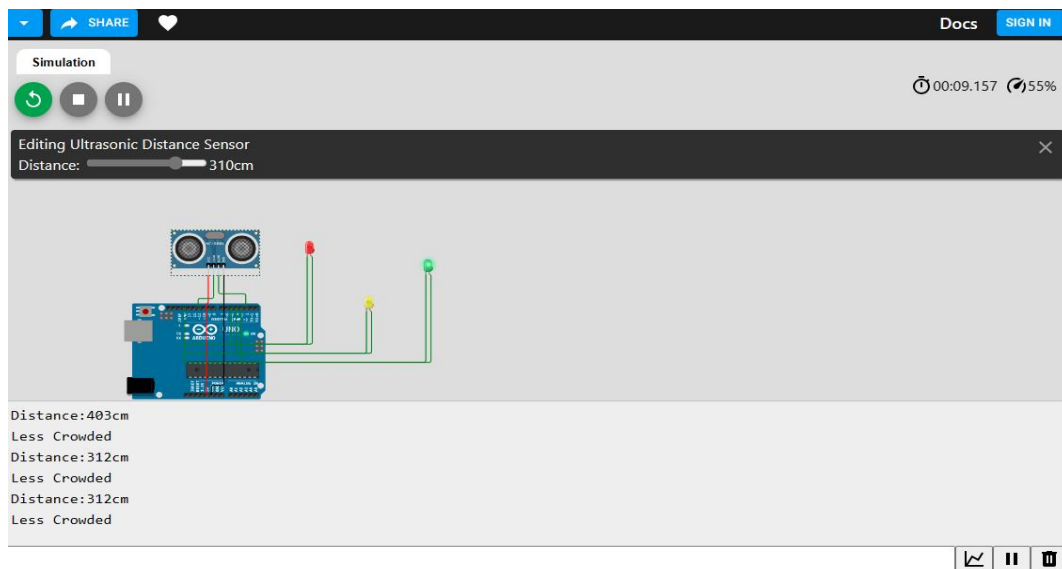 SHARE
Docs
SIGN IN
Simulation
00:09.157
55%
Editing Ultrasonic Distance Sensor
Distance:
310cm
UNO
ARDUINO
Distance:403cm
Less Crowded
Distance:312cm
Less Crowded
Distance:312cm
Less Crowded